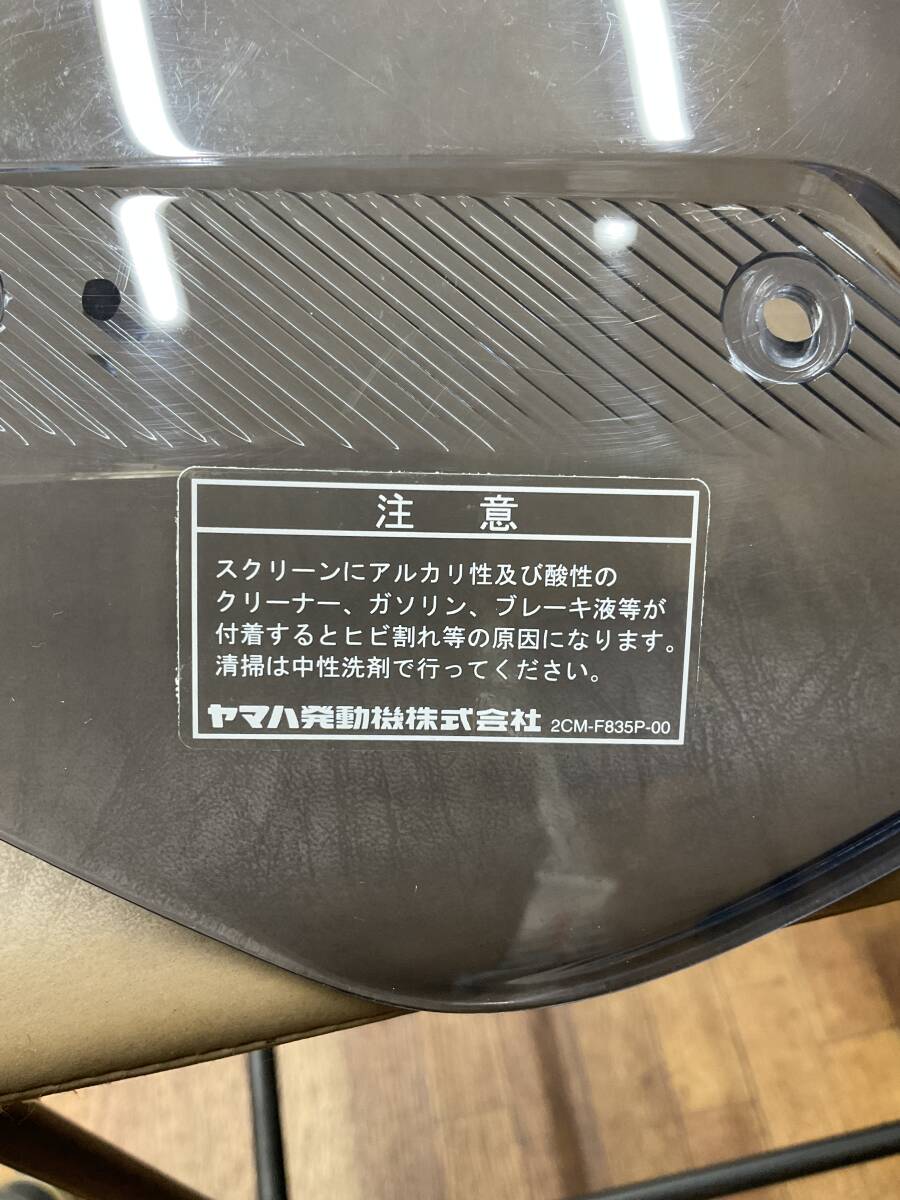 注 意
スクリーンにアルカリ性及び酸性の
クリーナー、ガソリン、ブレーキ液等が
付着するとヒビ割れ等の原因になります。
清掃は中性洗剤で行ってください。
ヤマハ発動機株式会社 2CM-F835P-00